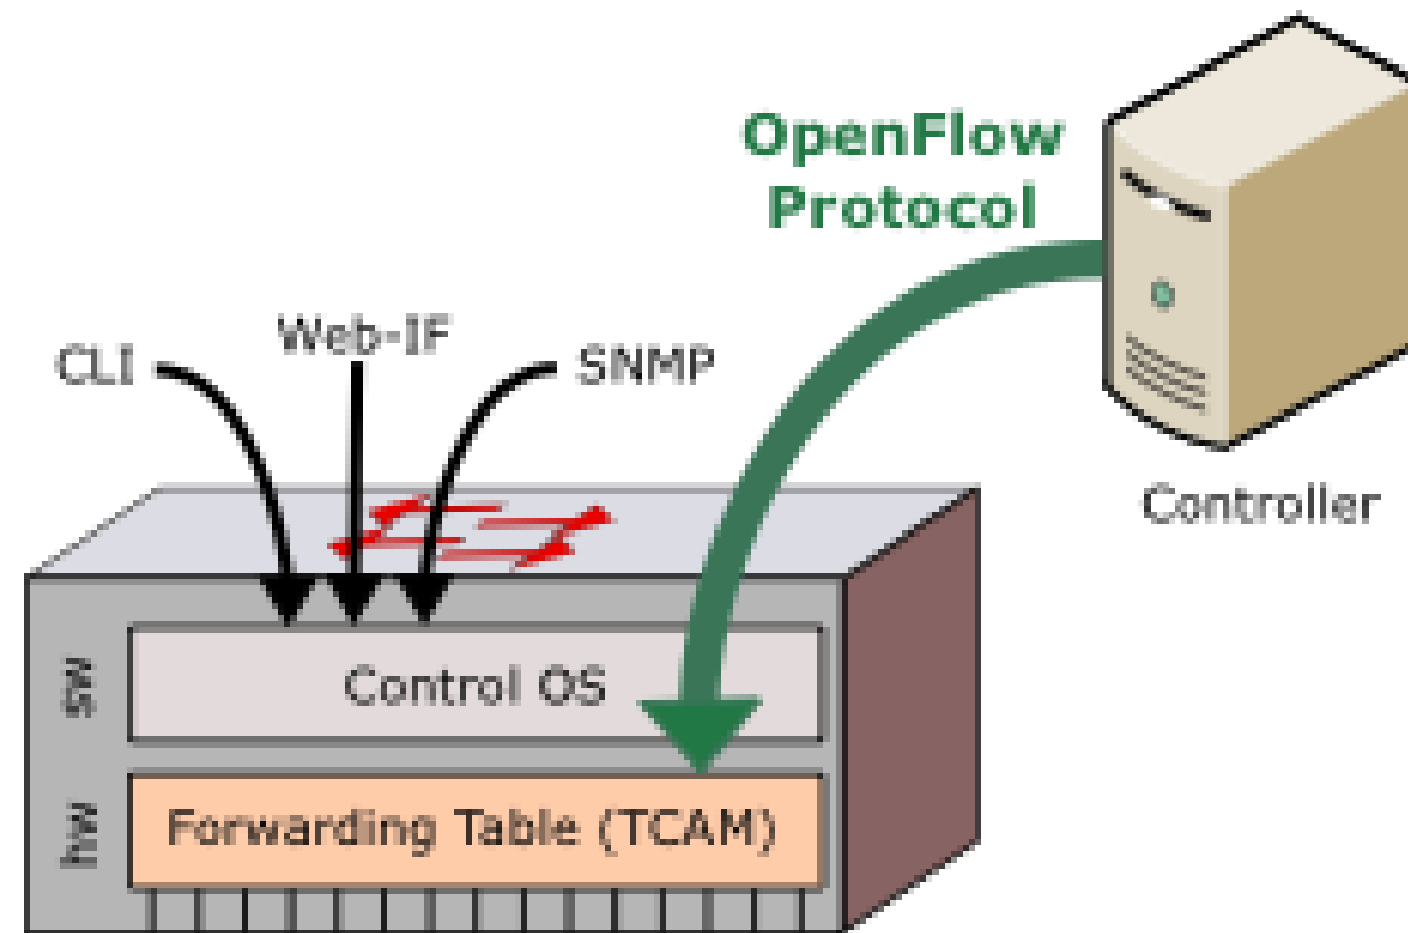 OpenFlow
Protocol
CLI
Web-IF
SNMP
Controller
sw
Control OS
hw
Forwarding Table (TCAM)